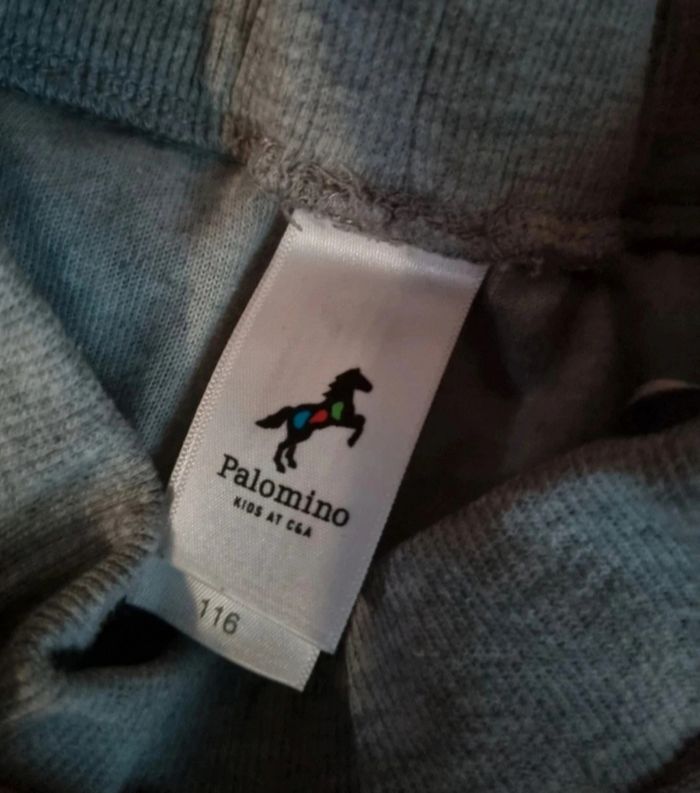 Palomino
KIDS AT C&A
116